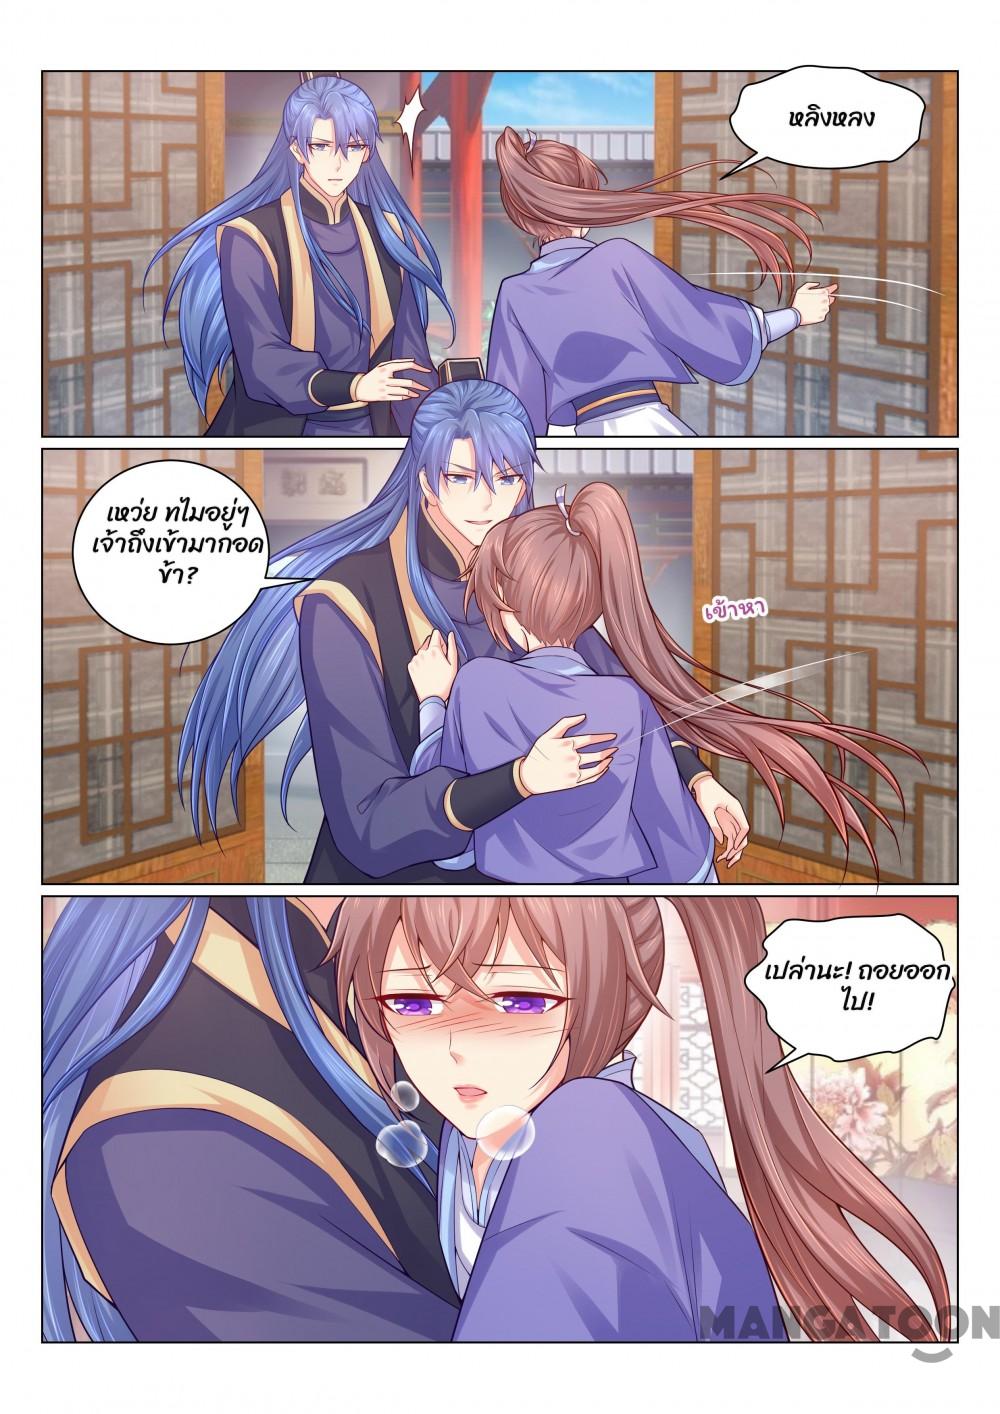 หลิงหลง
เหว่ย ทไมอยู่ๆ
เจ้าถึงเข้ามากอด
ข้า?
เข้าหา
เปล่านะ! ถอยออก
ไป!
MANGATOON